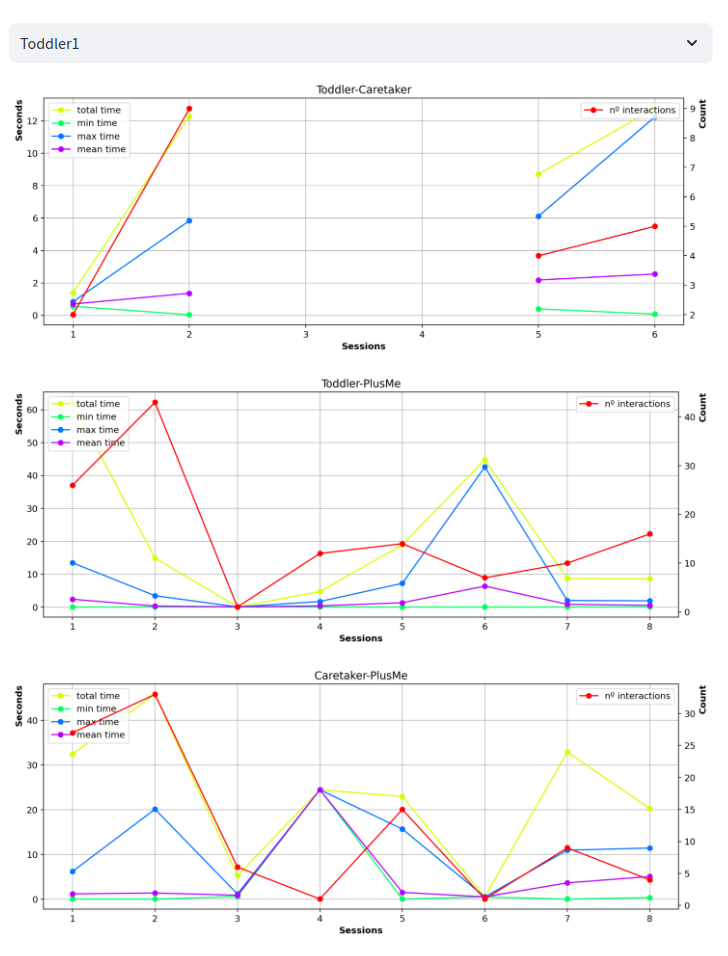 Toddler1
Toddler-Caretaker
Seconds
Count
total time
min time
max time
mean time
nº interactions
12
10
8
6
4
2
0
9
8
7
6
5
4
3
2
1 2 3 4 5 6
Sessions
Toddler-PlusMe
Seconds
Count
total time
min time
max time
mean time
nº interactions
60
50
40
30
20
10
0
40
30
20
10
0
1 2 3 4 5 6 7 8
Sessions
Caretaker-PlusMe
Seconds
Count
total time
min time
max time
mean time
nº interactions
40
30
20
10
0
30
25
20
15
10
5
0
1 2 3 4 5 6 7 8
Sessions